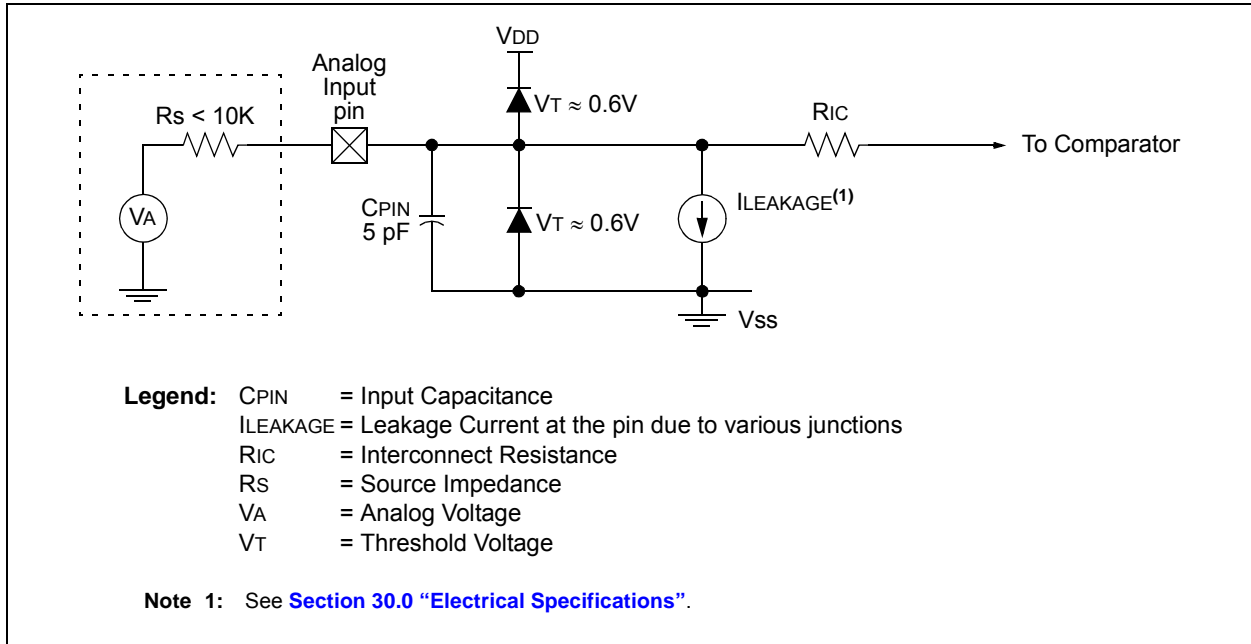 VDD
Analog
Input
pin
Rs < 10K
VT ≈ 0.6V
RIC
To Comparator
VA
CPIN
5 pF
VT ≈ 0.6V
ILEAKAGE(1)
Vss
Legend: CPIN = Input Capacitance
ILEAKAGE = Leakage Current at the pin due to various junctions
RIC = Interconnect Resistance
RS = Source Impedance
VA = Analog Voltage
VT = Threshold Voltage
Note 1: See Section 30.0 “Electrical Specifications”.